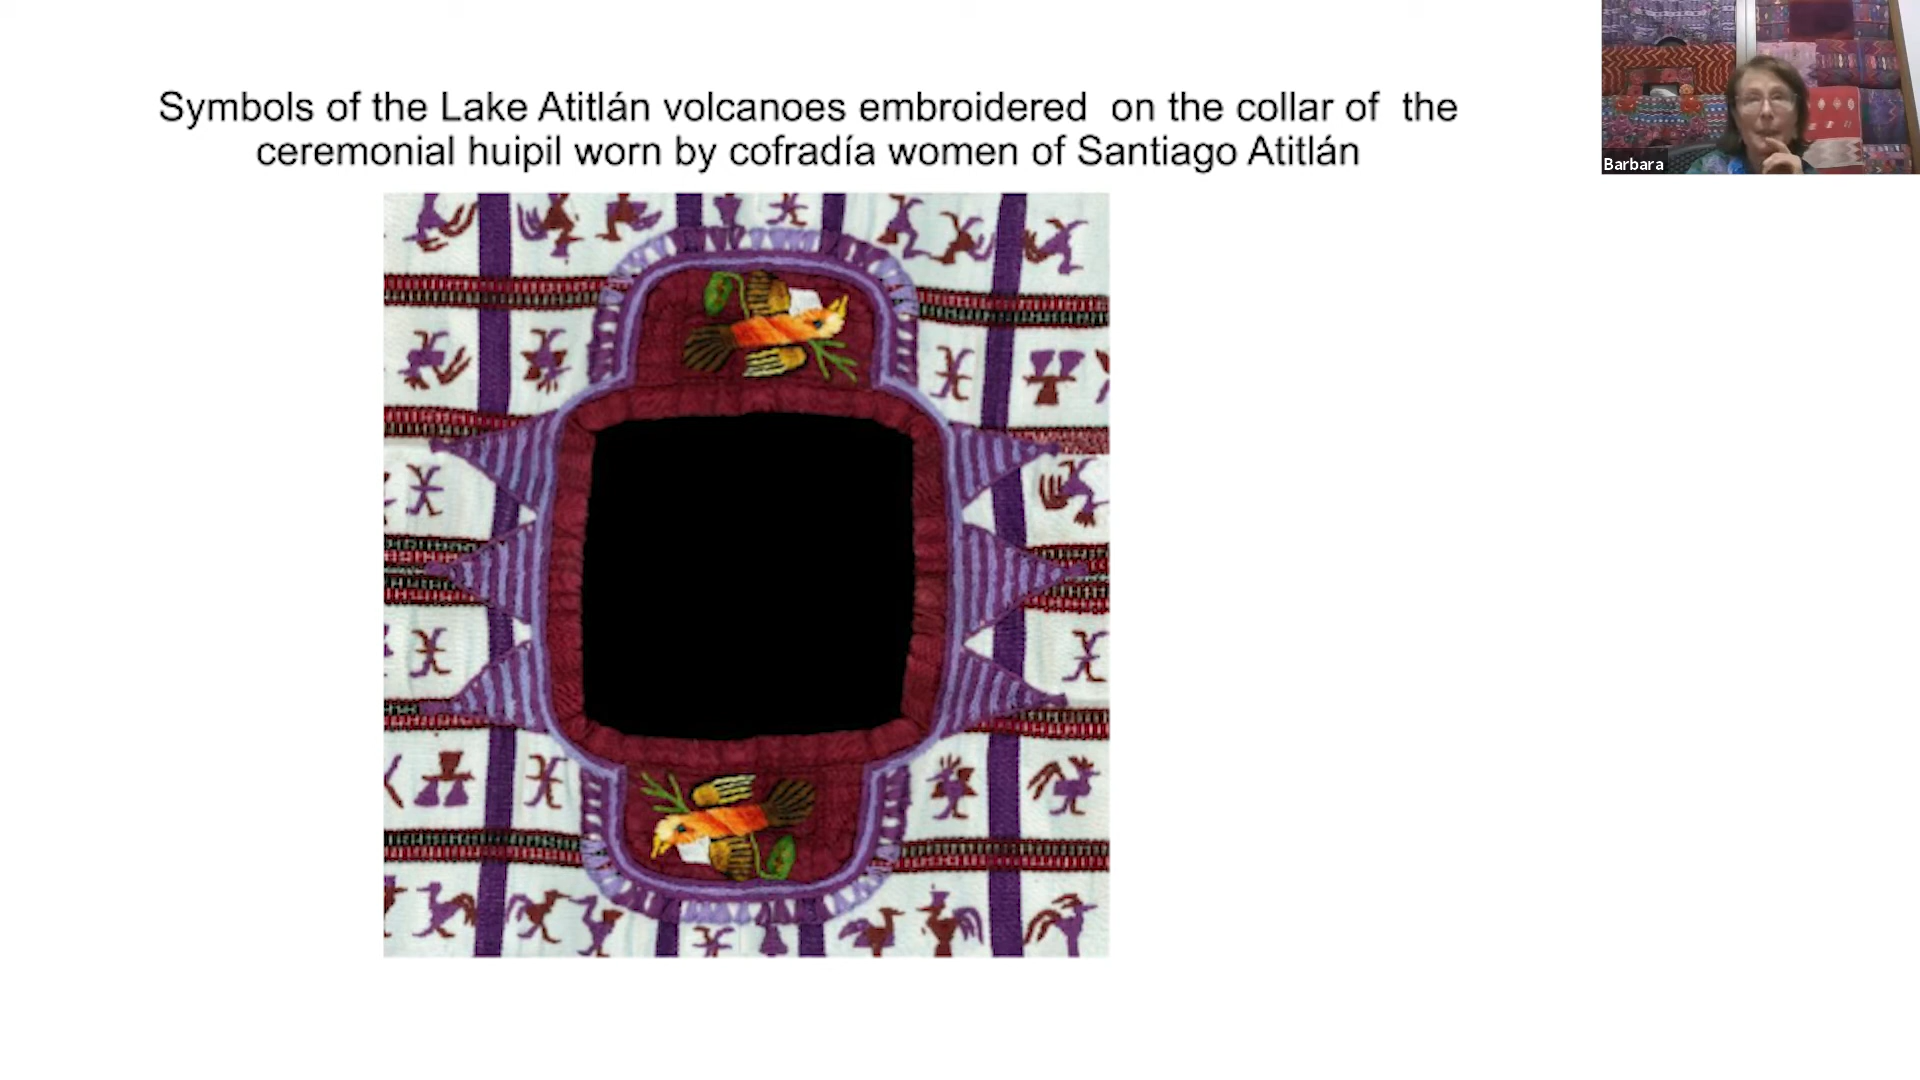 Symbols of the Lake Atitlán volcanoes embroidered on the collar of the
ceremonial huipil worn by cofradía women of Santiago Atitlán
Barbara